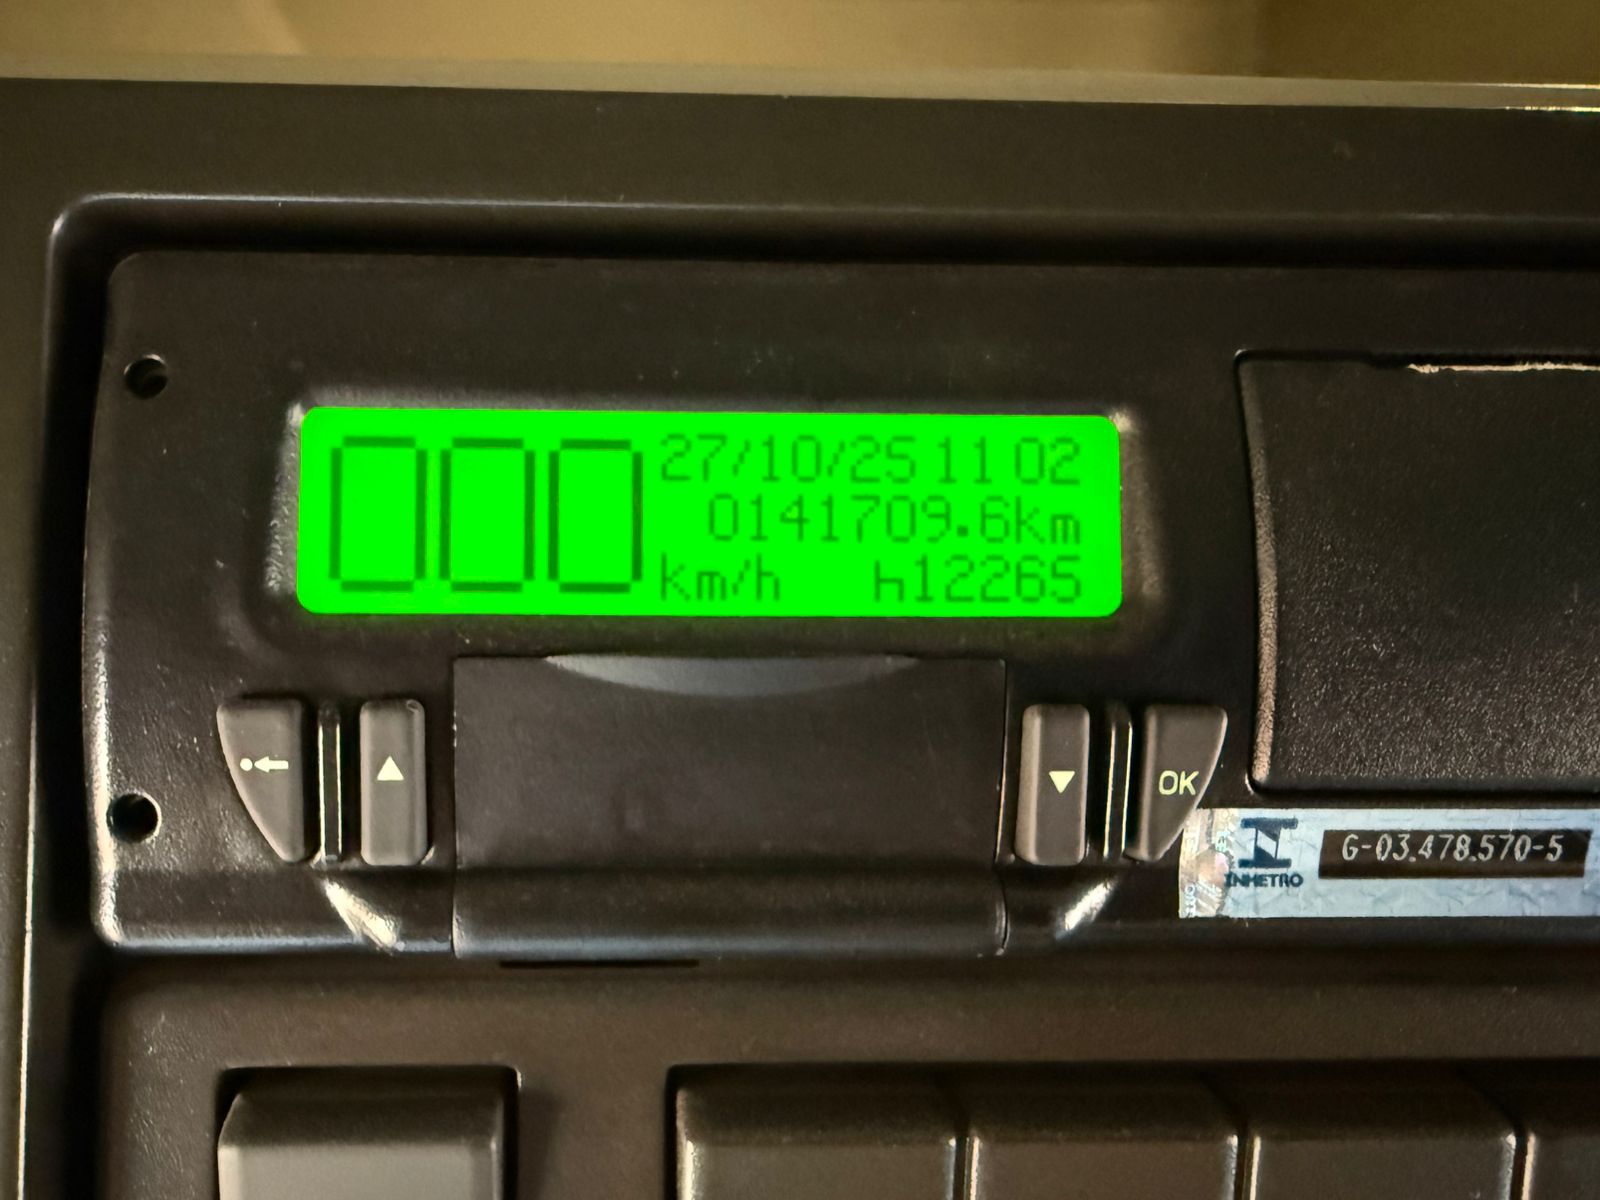 000
27/10/25 11 02
0141709.6Km
Km/h h12265
OK
INMETRO
G-03.478.570-5